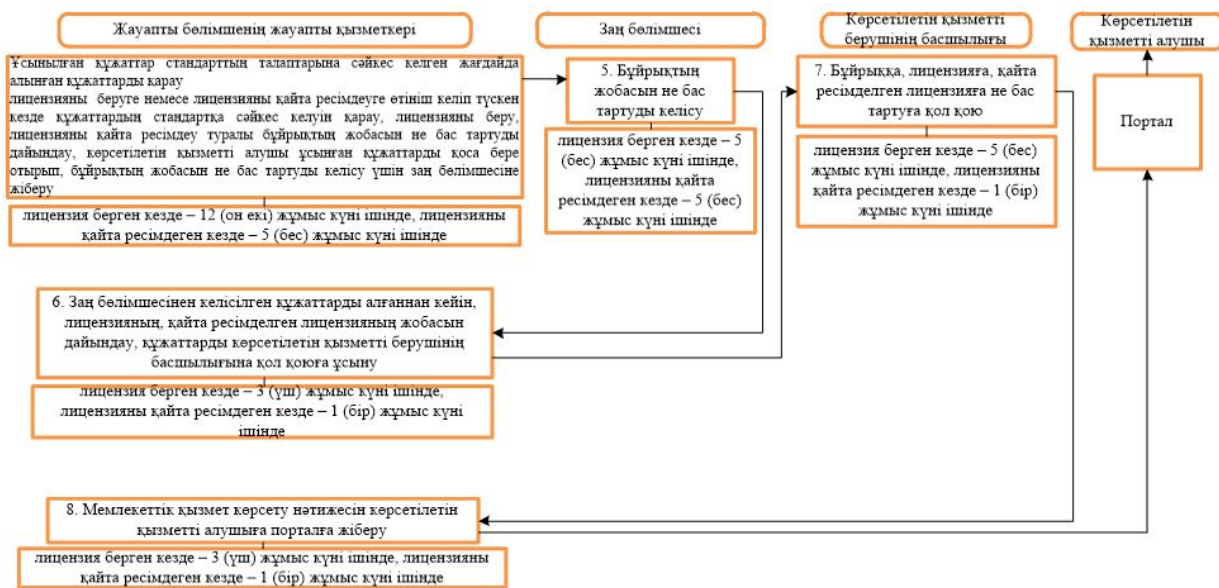 Жауапты бөлімшенің жауапты қызметкері
Заң бөлімшесі
Көрсетілетін қызметті
берушінің басшылығы
Көрсетілетін
қызметті алушы
Ұсынылған құжаттар стандарттың талаптарына сәйкес келген жағдайда
алынған құжаттарды қарау
лицензияны беруге немесе лицензияны қайта ресімдеуге өтініш келіп түскен
кезде құжаттардың стандартқа сәйкес келуін қарау, лицензияны беру,
лицензияны қайта ресімдеу туралы бұйрықтың жобасын не бас тартуды
дайындау, көрсетілетін қызметті алушы ұсынған құжаттарды қоса бере
отырып, бұйрықтың жобасын не бас тартуды келісу үшін заң бөлімшесіне
жіберу
лицензия берген кезде – 12 (он екі) жұмыс күні ішінде, лицензияны
қайта ресімдеген кезде – 5 (бес) жұмыс күні ішінде
5. Бұйрықтың
жобасын не бас
тартуды келісу
лицензия берген кезде – 5
(бес) жұмыс күні ішінде,
лицензияны қайта
ресімдеген кезде – 5 (бес)
жұмыс күні ішінде
7. Бұйрыққа, лицензияға, қайта
ресімделген лицензияға не бас
тартуға қол қою
лицензия берген кезде – 5 (бес)
жұмыс күні ішінде, лицензияны
қайта ресімдеген кезде – 1 (бір)
жұмыс күні ішінде
Портал
6. Заң бөлімшесінен келісілген құжаттарды алғаннан кейін,
лицензияның, қайта ресімделген лицензияның жобасын
дайындау, құжаттарды көрсетілетін қызметті берушінің
басшылығына қол қоюға ұсыну
лицензия берген кезде – 3 (үш) жұмыс күні ішінде,
лицензияны қайта ресімдеген кезде – 1 (бір) жұмыс күні
ішінде
8. Мемлекеттік қызмет көрсету нәтижесін көрсетілетін
қызметті алушыға порталға жіберу
лицензия берген кезде – 3 (үш) жұмыс күні ішінде, лицензияны
қайта ресімдеген кезде – 1 (бір) жұмыс күні ішінде